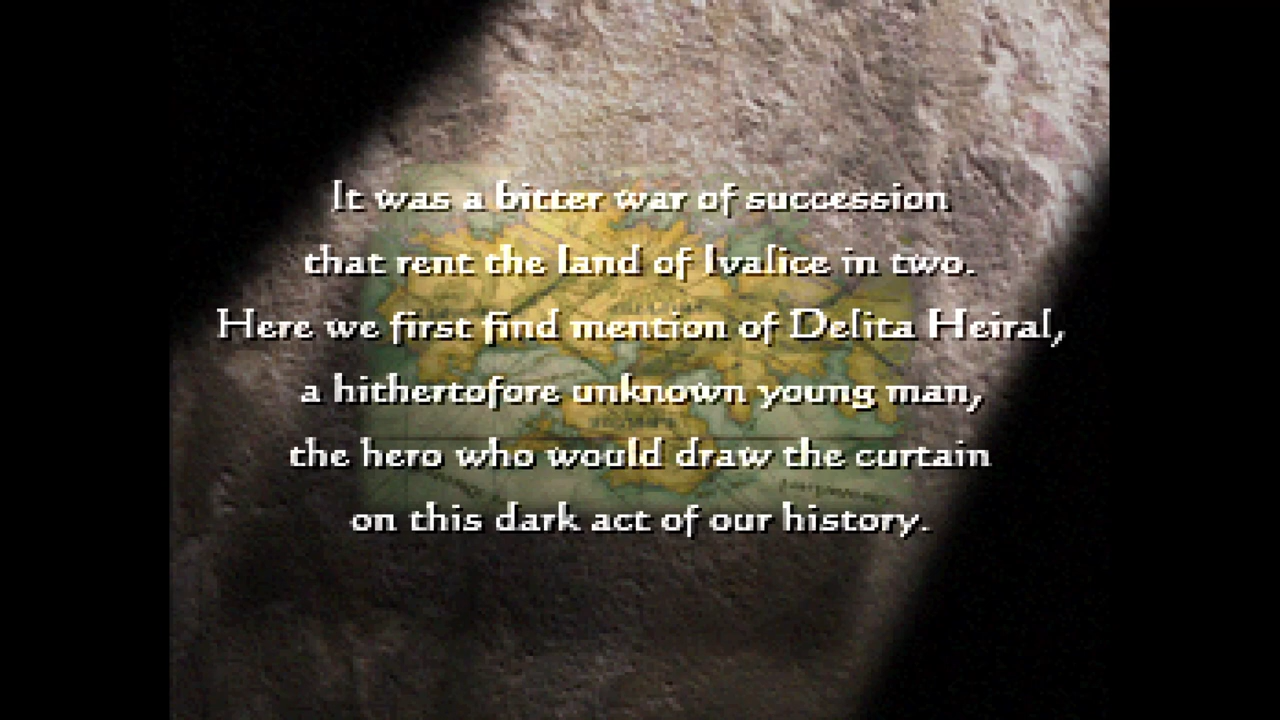 It was a bitter war of succession
that rent the land of Ivalice in two.
Here we first find mention of Delita Heiral,
a hithertofore unknown young man,
the hero who would draw the curtain
on this dark act of our history.